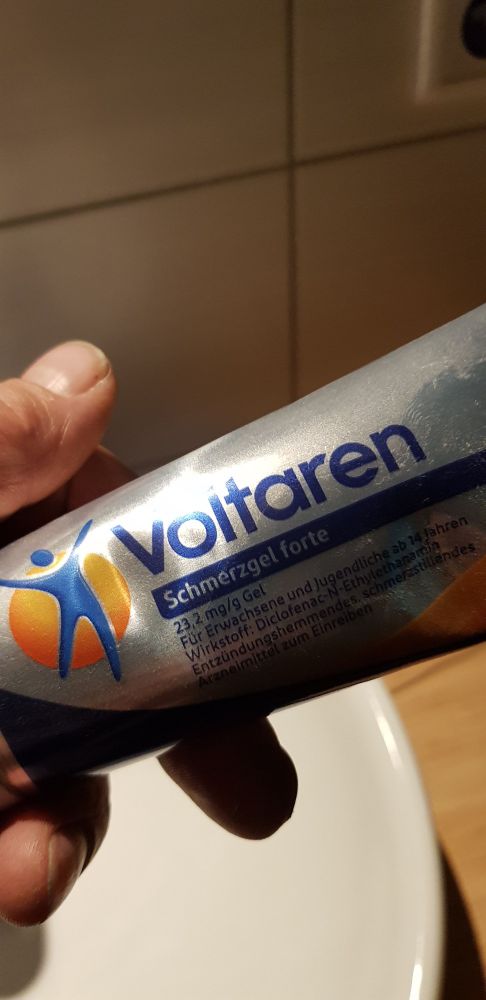 Voltaren
Schmerzgel forte
23,2 mg/g Gel
Für Erwachsene und Jugendliche ab 14 Jahren
Wirkstoff: Diclofenac-N-Ethylethanamin
Entzündungshemmendes, schmerzstillendes
Arzneimittel zum Einreiben